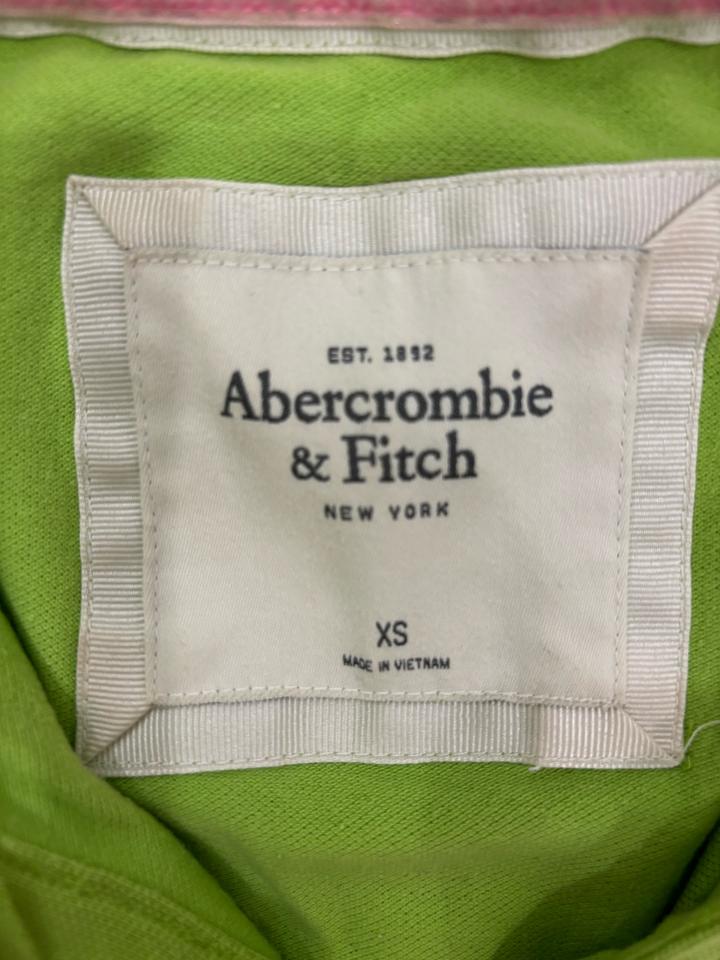 EST. 1892
Abercrombie
& Fitch
NEW YORK
XS
MADE IN VIETNAM